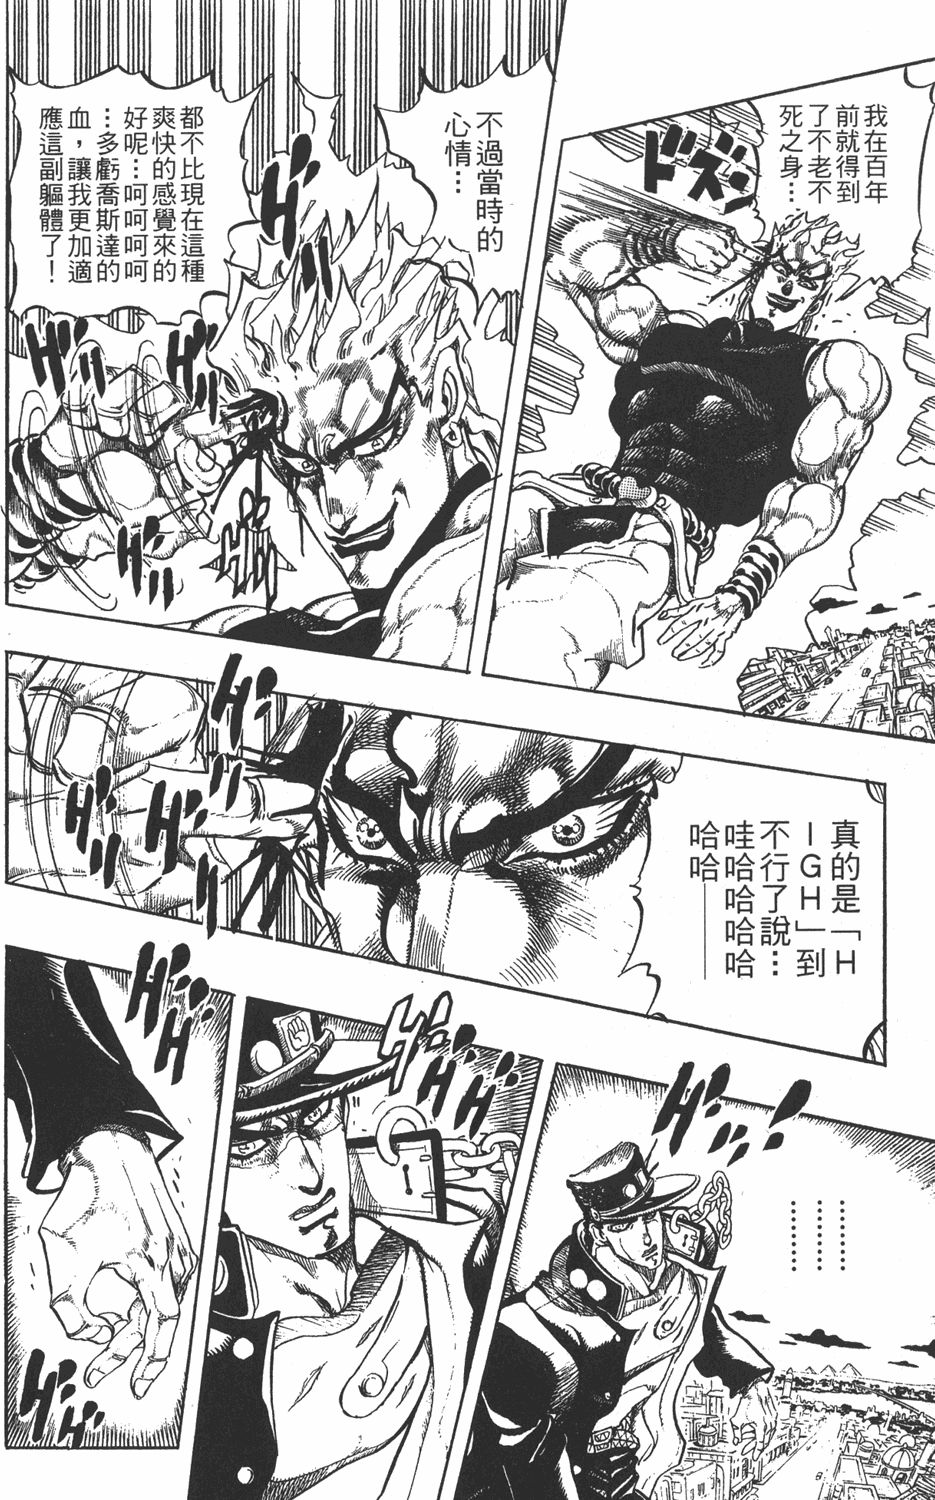 我在百年
前就得到
了不老不
死之身…
ドズン
不過當時的
心情…
都不比現在這種
爽快的感覺來的
好呢…呵呵呵呵
…多虧喬斯達的
血，讓我更加適
應這副軀體了！
真的是「H
IGH」到
不行了說…
哇哈哈哈哈
哈哈——
………
………